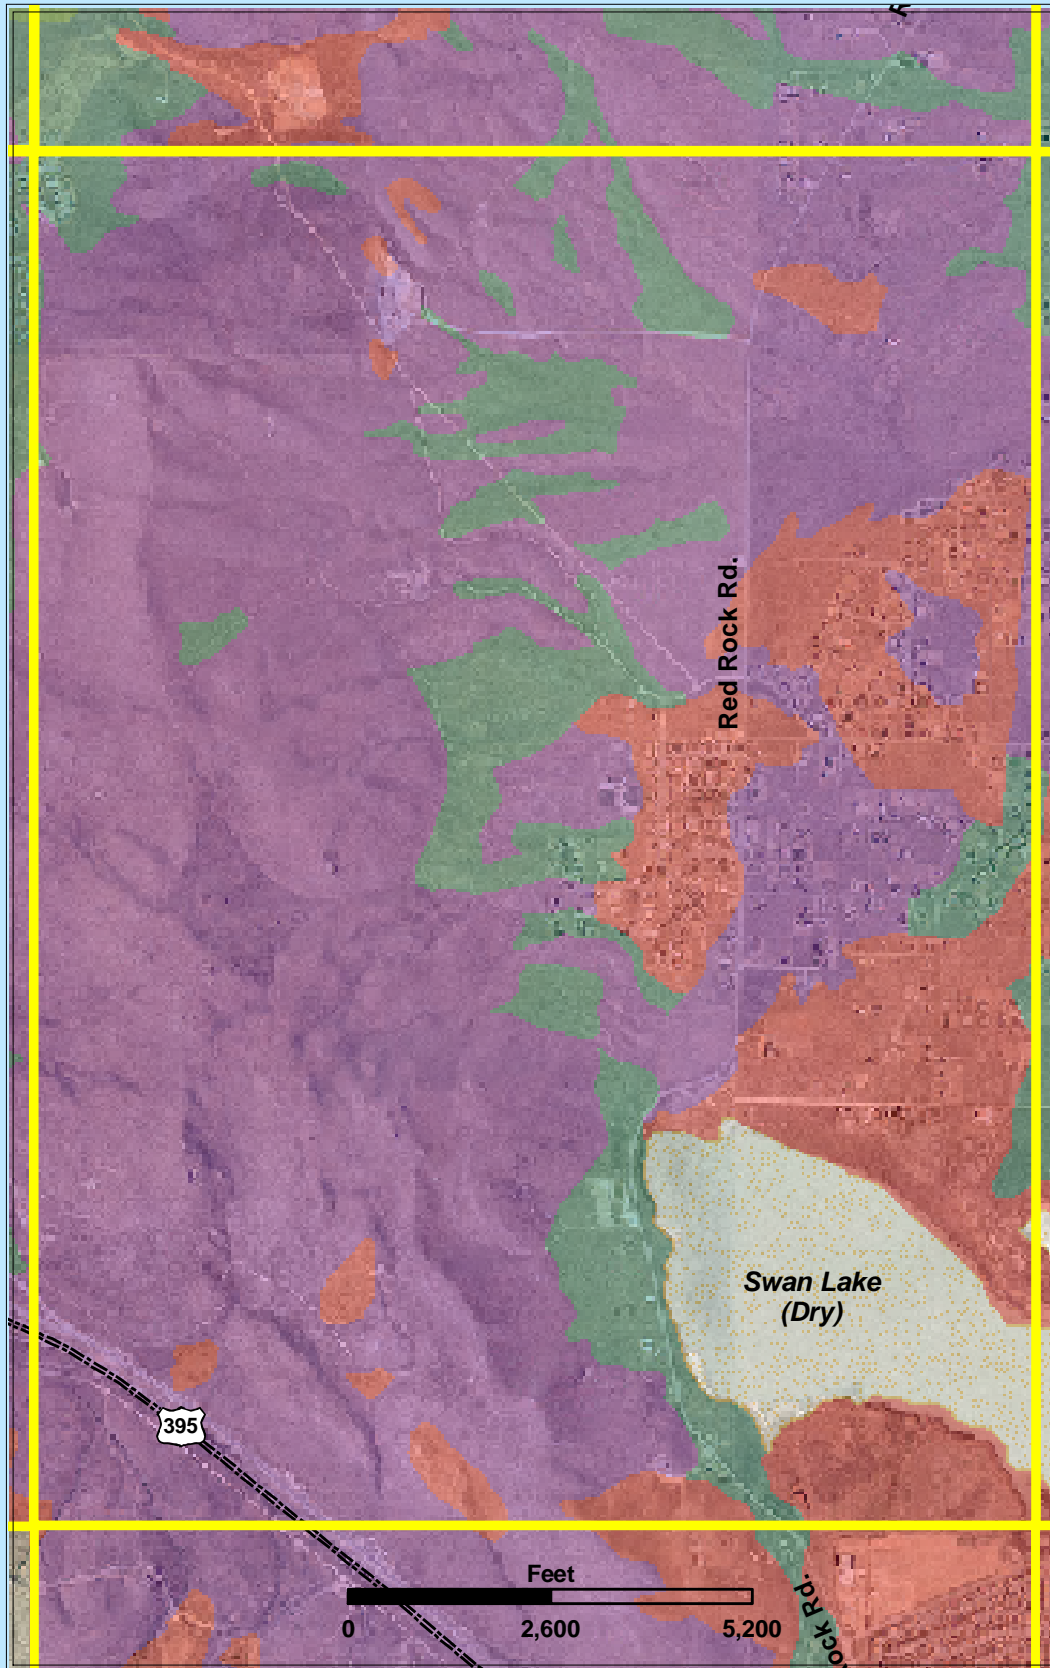 R
Red Rock Rd.
Swan Lake
(Dry)
395
Feet
0 2,600 5,200
ock Rd.